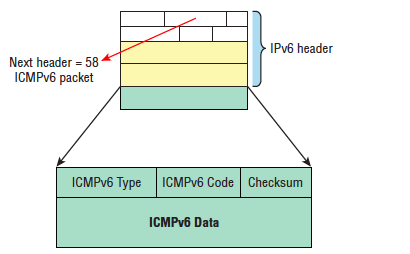 IPv6 header
Next header = 58
ICMPv6 packet
ICMPv6 Type
ICMPv6 Code
Checksum
ICMPv6 Data